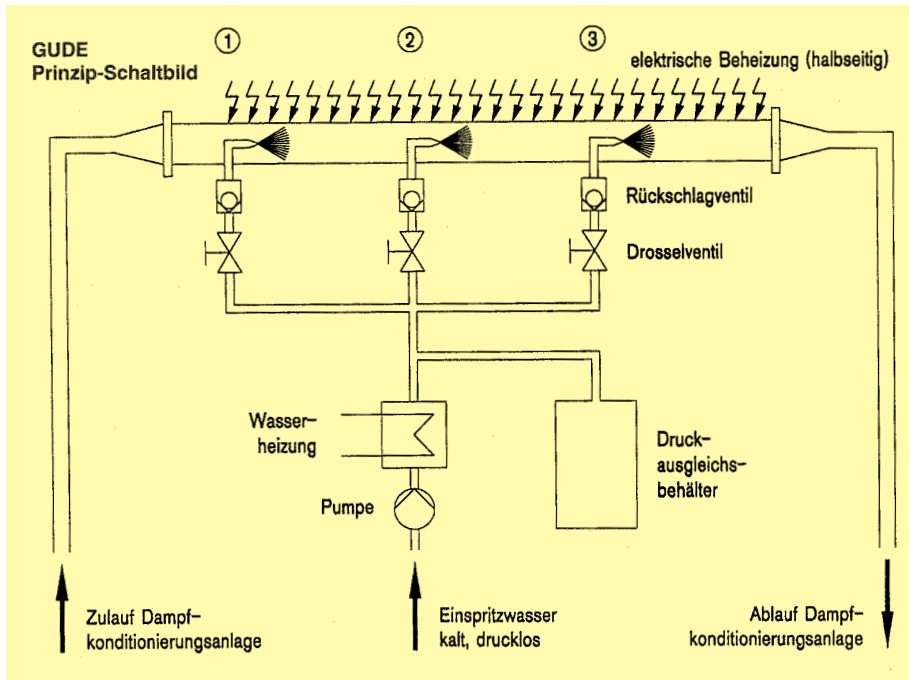 GUDE
Prinzip-Schaltbild
1
2
3
elektrische Beheizung (halbseitig)
Rückschlagventil
Drosselventil
Wasser-
heizung
Druck-
ausgleichs-
behälter
Pumpe
Zulauf Dampf-
konditionierungsanlage
Einspritzwasser
kalt, drucklos
Ablauf Dampf-
konditionierungsanlage